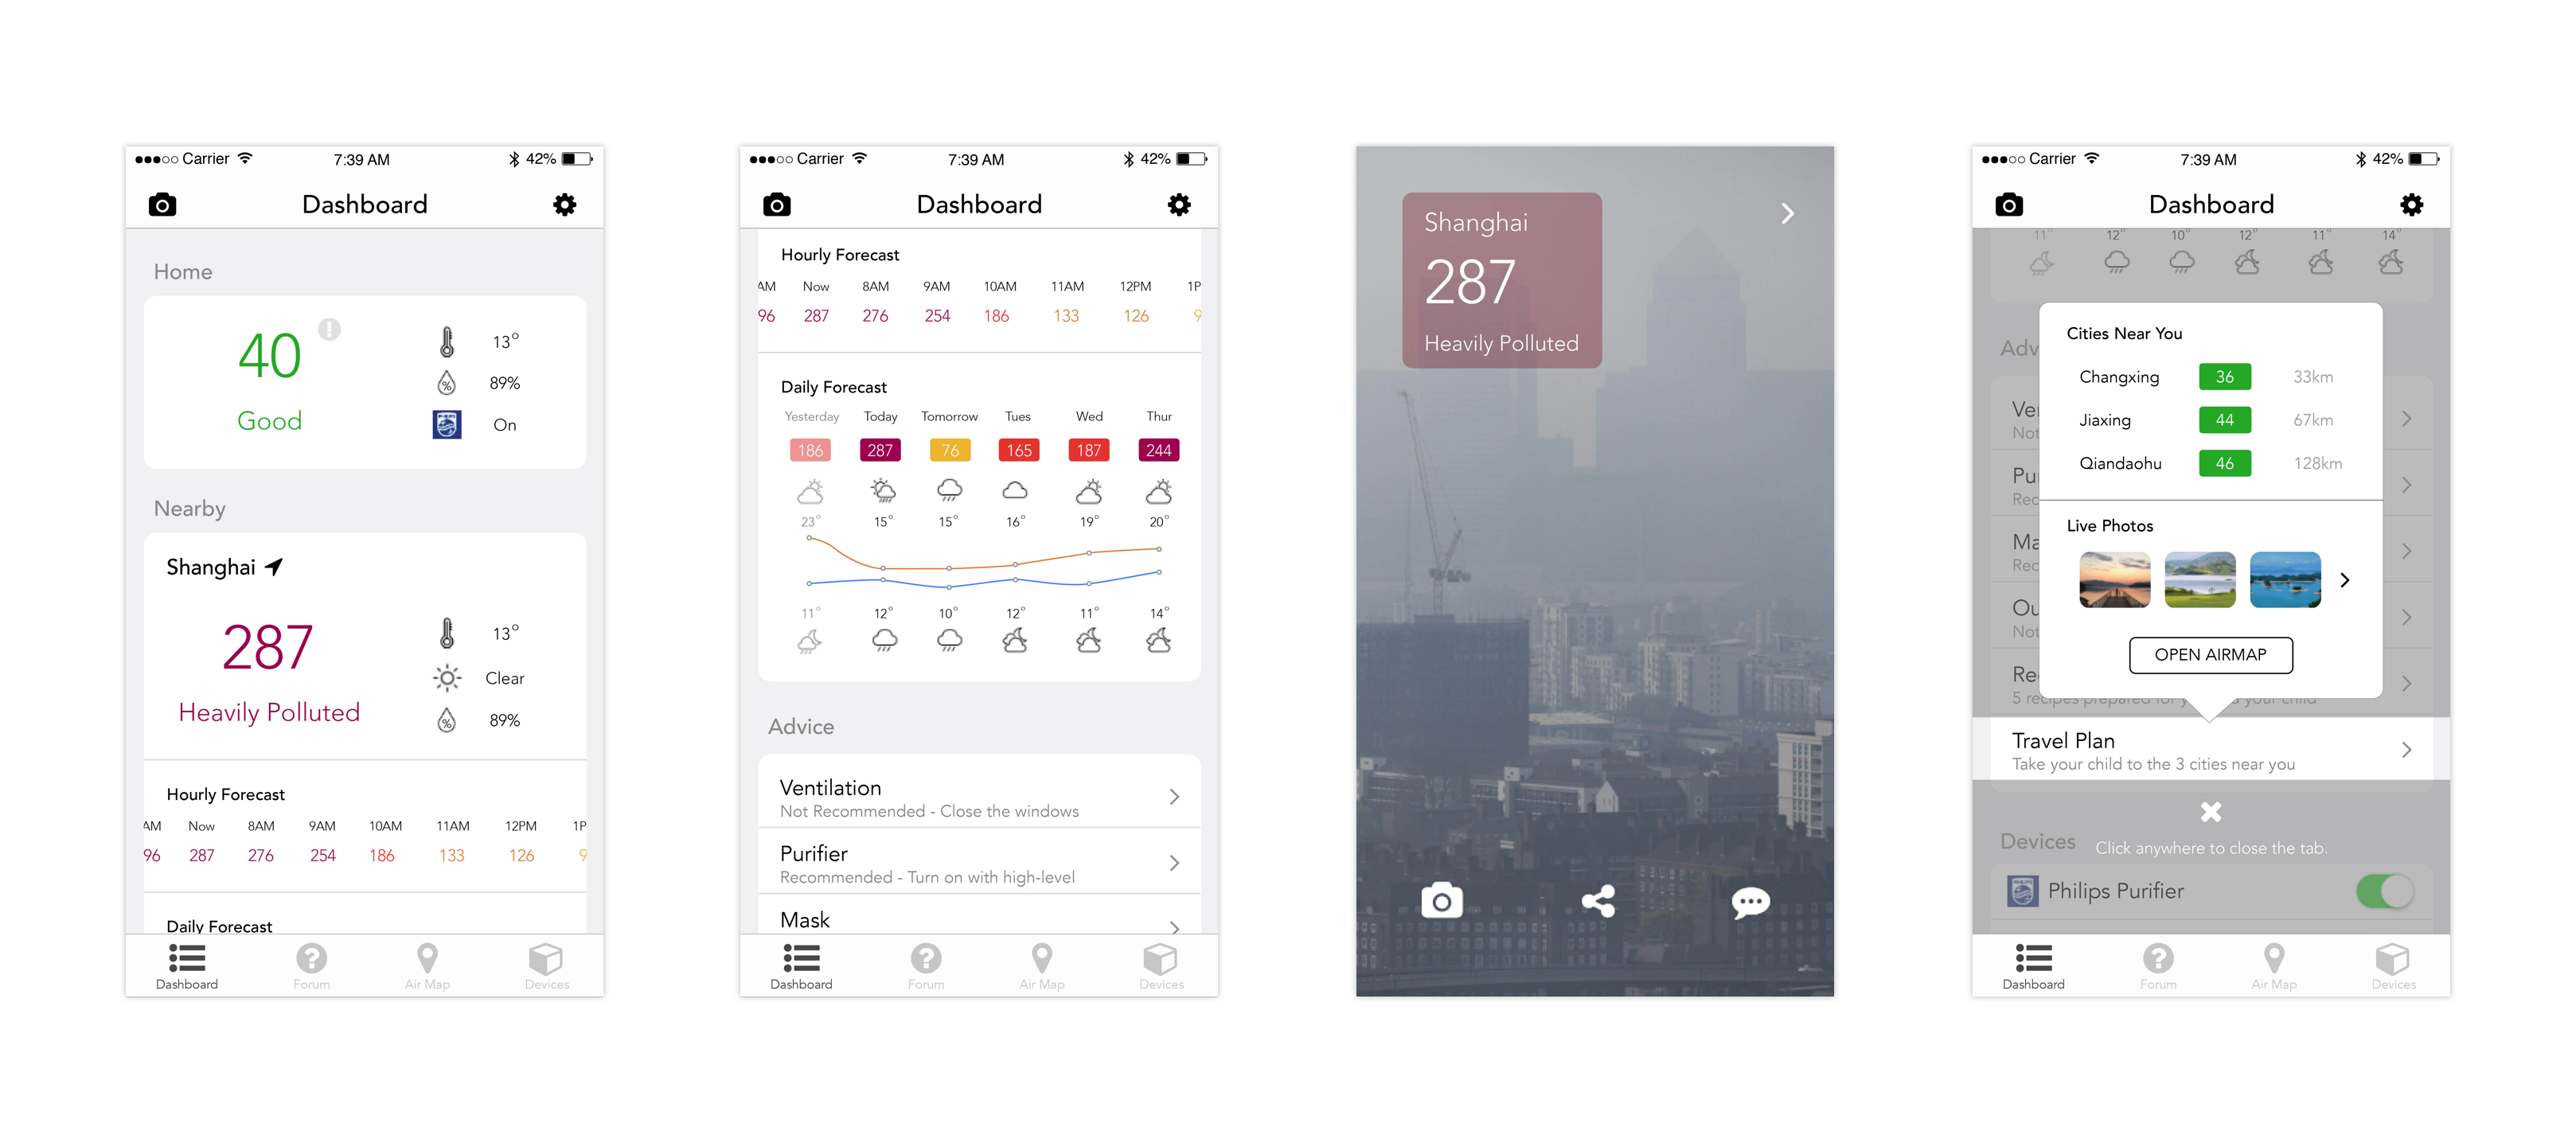 Carrier 7:39 AM 42%
Dashboard
Home
40
Good
13°
%
89%
PHILIPS
On
Nearby
Shanghai
287
Heavily Polluted
13°
Clear
%
89%
Hourly Forecast
AM Now 8AM 9AM 10AM 11AM 12PM 1P
96 287 276 254 186 133 126 9
Daily Forecast
Dashboard Forum Air Map Devices
Carrier 7:39 AM 42%
Dashboard
Hourly Forecast
AM Now 8AM 9AM 10AM 11AM 12PM 1P
96 287 276 254 186 133 126 9
Daily Forecast
Yesterday Today Tomorrow Tues Wed Thur
186 287 76 165 187 244
23° 15° 15° 16° 19° 20°
11° 12° 10° 12° 11° 14°
Advice
Ventilation
Not Recommended - Close the windows
Purifier
Recommended - Turn on with high-level
Mask
Dashboard Forum Air Map Devices
Shanghai
287
Heavily Polluted
Carrier 7:39 AM 42%
Dashboard
11° 12° 10° 12° 11° 14°
Adv
Ve
Not
Pu
Rec
Ma
Rec
Ou
Not
Re
5 recipes prepared for y d your child
Cities Near You
Changxing 36 33km
Jiaxing 44 67km
Qiandaohu 46 128km
Live Photos
OPEN AIRMAP
Travel Plan
Take your child to the 3 cities near you
Devices
Click anywhere to close the tab.
PHILIPS
Philips Purifier
Dashboard Forum Air Map Devices